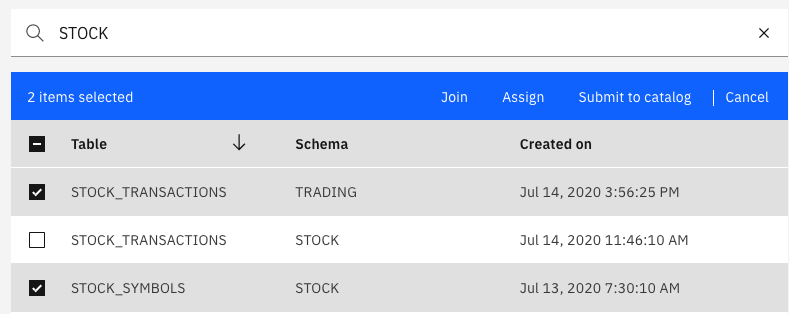 STOCK
2 items selected Join Assign Submit to catalog Cancel
Table Schema Created on
STOCK_TRANSACTIONS TRADING Jul 14, 2020 3:56:25 PM
STOCK_TRANSACTIONS STOCK Jul 14, 2020 11:46:10 AM
STOCK_SYMBOLS STOCK Jul 13, 2020 7:30:10 AM